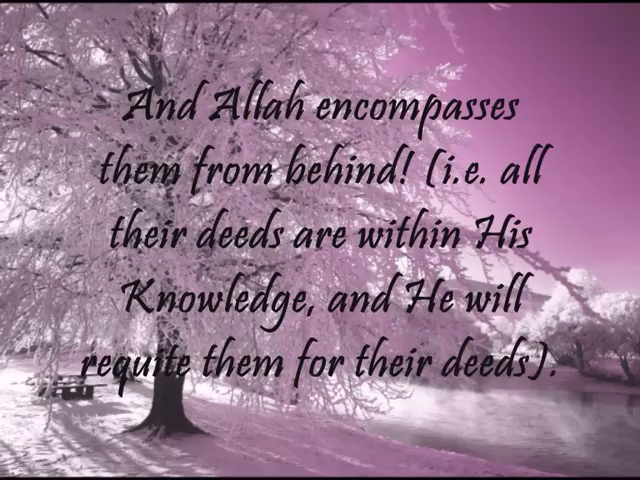 And Allah encompasses
them from behind! (i.e. all
their deeds are within His
Knowledge, and He will
requite them for their deeds).